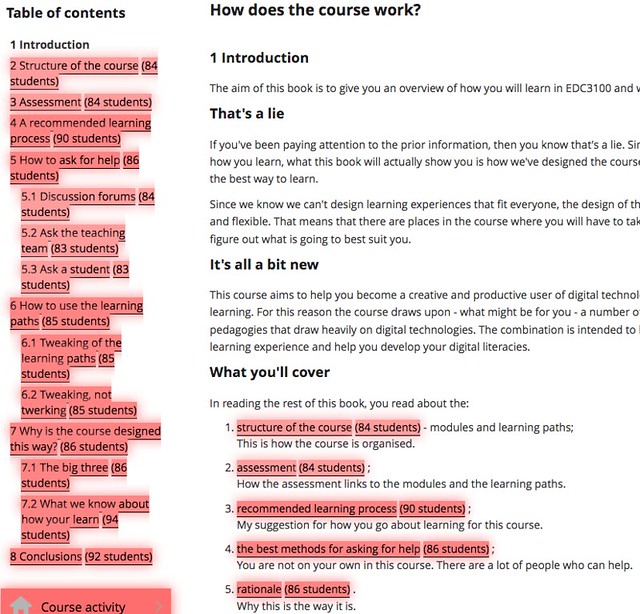 Table of contents
1 Introduction
2 Structure of the course (84
students)
3 Assessment (84 students)
4 A recommended learning
process (90 students)
5 How to ask for help (86
students)
5.1 Discussion forums (84
students)
5.2 Ask the teaching
team (83 students)
5.3 Ask a student (83
students)
6 How to use the learning
paths (85 students)
6.1 Tweaking of the
learning paths (85
students)
6.2 Tweaking, not
twerking (85 students)
7 Why is the course designed
this way? (86 students)
7.1 The big three (86
students)
7.2 What we know about
how your learn (94
students)
8 Conclusions (92 students)
Course activity
How does the course work?
1 Introduction
The aim of this book is to give you an overview of how you will learn in EDC3100 and
That's a lie
If you've been paying attention to the prior information, then you know that's a lie.
how you learn, what this book will actually show you is how we've designed the
the best way to learn.
Since we know we can't design learning experiences that fit everyone, the design of
and flexible. That means that there are places in the course where you will have to
figure out what is going to best suit you.
It's all a bit new
This course aims to help you become a creative and productive user of digital
learning. For this reason the course draws upon - what might be for you - a number
pedagogies that draw heavily on digital technologies. The combination is intended to
learning experience and help you develop your digital literacies.
What you'll cover
In reading the rest of this book, you read about the:
1. structure of the course (84 students) - modules and learning paths;
This is how the course is organised.
2. assessment (84 students) ;
How the assessment links to the modules and the learning paths.
3. recommended learning process (90 students) ;
My suggestion for how you go about learning for this course.
4. the best methods for asking for help (86 students) ;
You are not on your own in this course. There are a lot of people who can help.
5. rationale (86 students) .
Why this is the way it is.